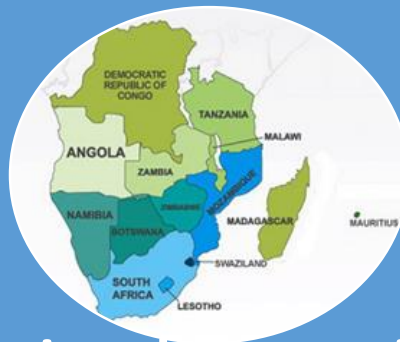 DEMOCRATIC
REPUBLIC OF
CONGO
TANZANIA
MALAWI
ANGOLA
ZAMBIA
MOZAMBIQUE
NAMIBIA
ZIMBABWE
MADAGASCAR
MAURITIUS
BOTSWANA
SWAZILAND
SOUTH
AFRICA
LESOTHO